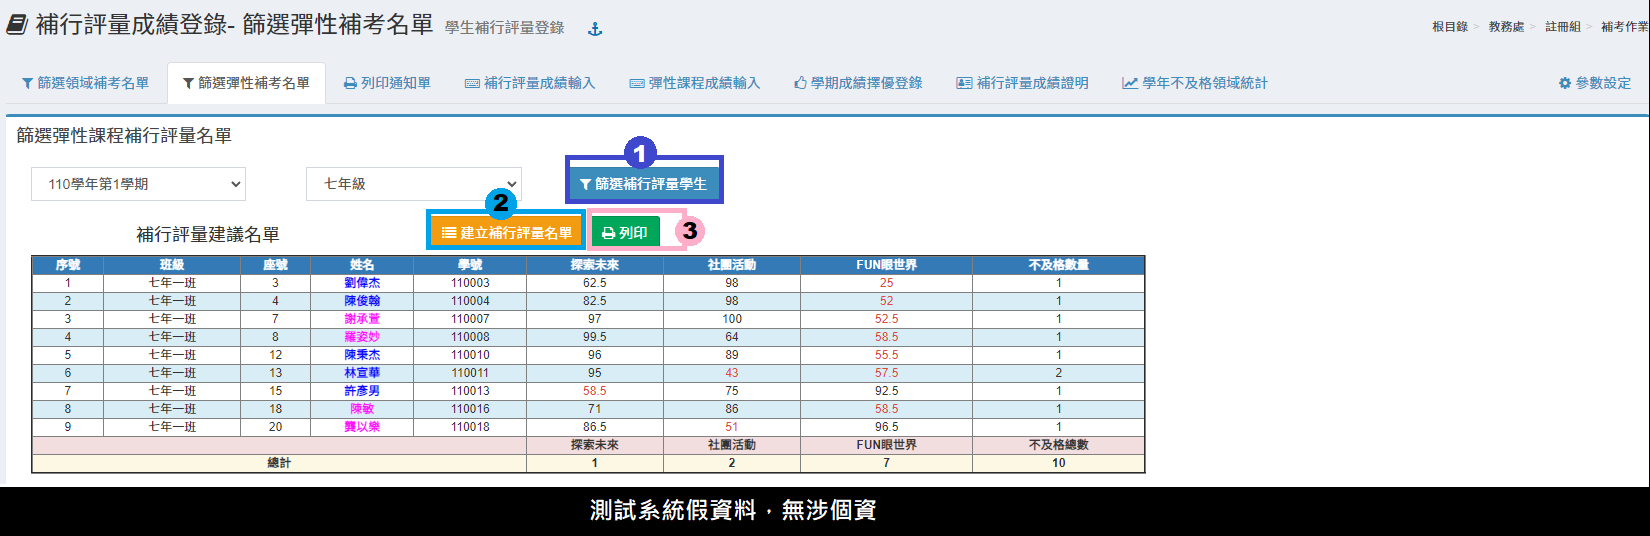 補行評量成績登錄- 篩選彈性補考名單 學生補行評量登錄
根目錄 > 教務處 > 註冊組 > 補考作業
篩選領域補考名單 篩選彈性補考名單 列印通知單 補行評量成績輸入 彈性課程成績輸入 學期成績擇優登錄 補行評量成績證明 學年不及格領域統計 參數設定
篩選彈性課程補行評量名單
1
110學年第1學期 七年級 篩選補行評量學生
2
補行評量建議名單 建立補行評量名單 列印 3
序號 班級 座號 姓名 學號 探索未來 社團活動 FUN眼世界 不及格數量
1 七年一班 3 劉偉杰 110003 62.5 98 25 1
2 七年一班 4 陳俊翰 110004 82.5 98 52 1
3 七年一班 7 謝承萱 110007 97 100 52.5 1
4 七年一班 8 羅姿妙 110008 99.5 64 58.5 1
5 七年一班 12 陳秉杰 110010 96 89 55.5 1
6 七年一班 13 林宣華 110011 95 43 57.5 2
7 七年一班 15 許彥男 110013 58.5 75 92.5 1
8 七年一班 18 陳敏 110016 71 86 58.5 1
9 七年一班 20 龔以樂 110018 86.5 51 96.5 1
探索未來 社團活動 FUN眼世界 不及格總數
總計 1 2 7 10
測試系統假資料，無涉個資